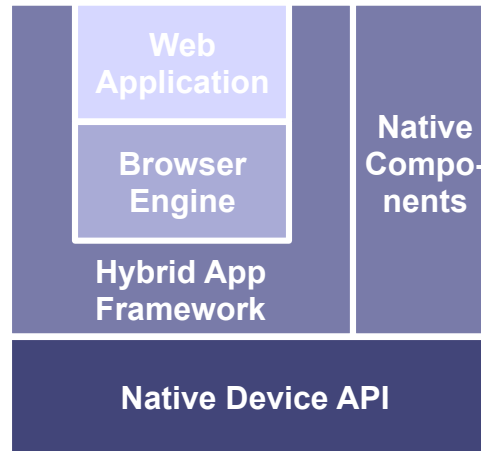 Web
Application
Browser
Engine
Hybrid App
Framework
Native
Compo-
nents
Native Device API